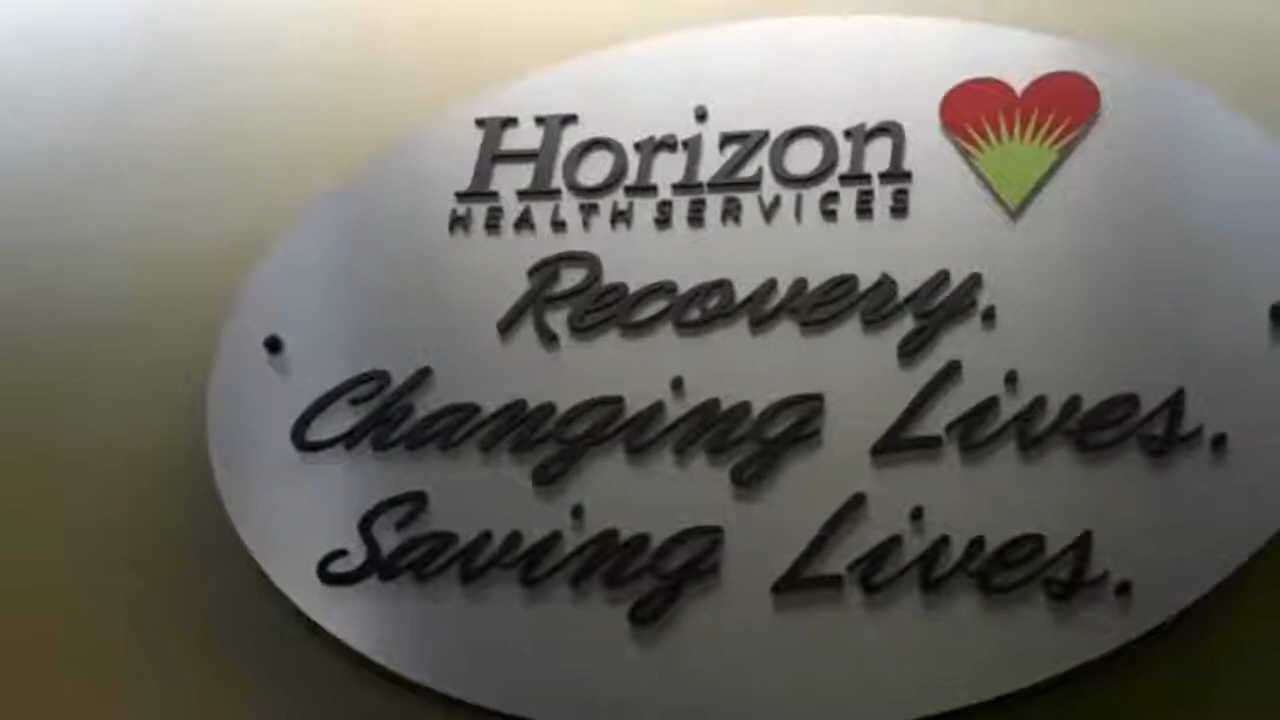 Horizon
HEALTH SERVICES
Recovery.
Changing Lives.
Saving Lives.